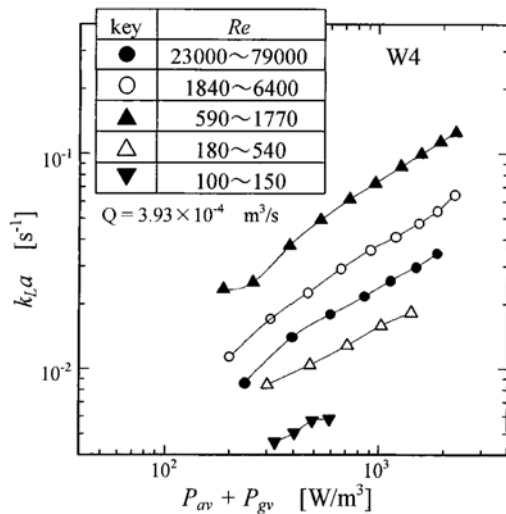 key Re
23000～79000
1840～6400
590～1770
180～540
100～150
Q = 3.93×10⁻⁴ m³/s
W4
10⁻¹
10⁻²
k_L a [s⁻¹]
10² 10³
P_av + P_gv [W/m³]